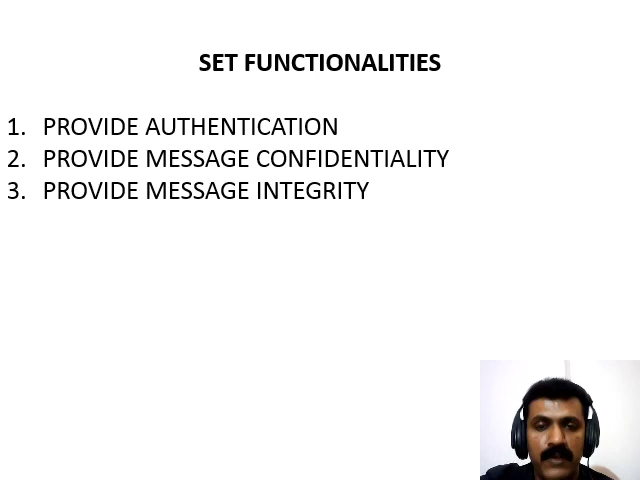 SET FUNCTIONALITIES
1. PROVIDE AUTHENTICATION
2. PROVIDE MESSAGE CONFIDENTIALITY
3. PROVIDE MESSAGE INTEGRITY